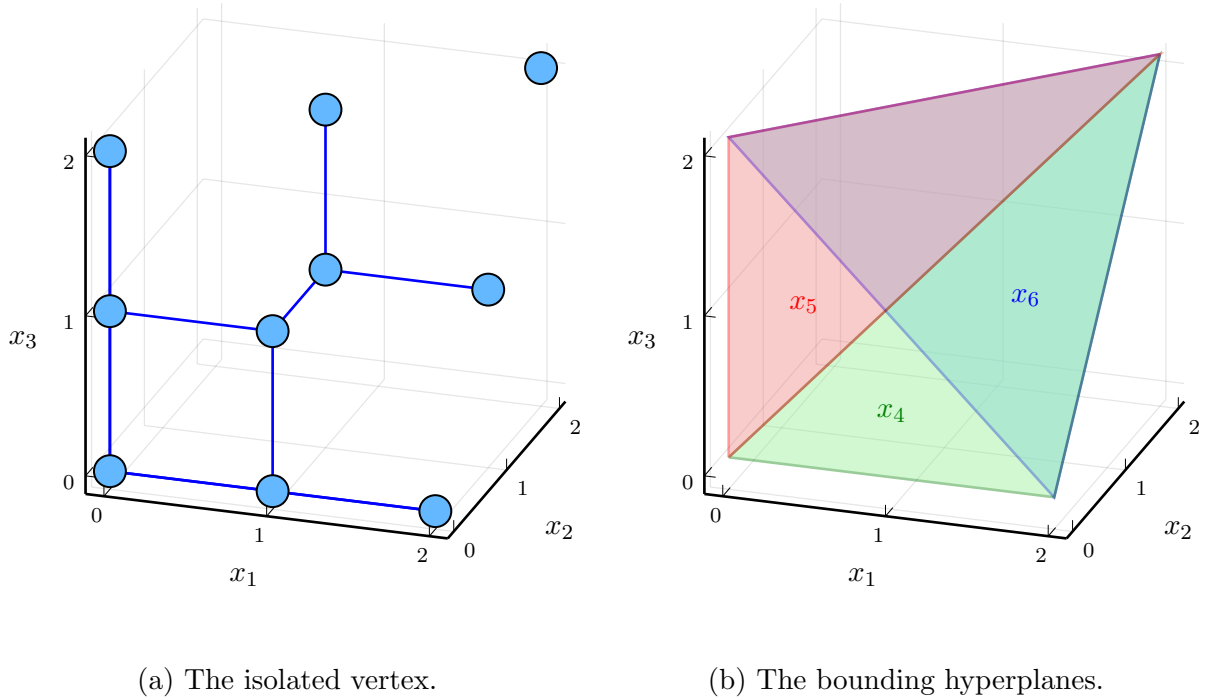 2
1
0
x₃
0
1
2
x₁
0
1
2
x₂
(a) The isolated vertex.
2
1
0
x₃
0
1
2
x₁
0
1
2
x₂
x₅
x₆
x₄
(b) The bounding hyperplanes.